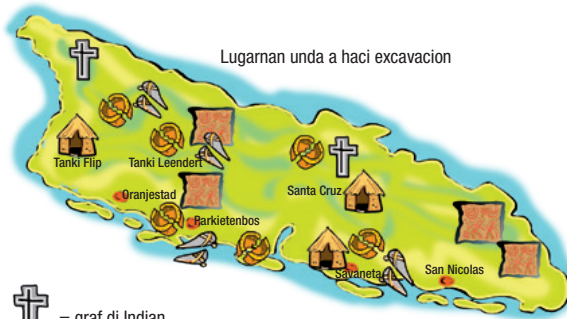 Lugarnan unda a haci excavacion
Tanki Flip
Tanki Leendert
Santa Cruz
Oranjestad
Parkietenbos
Savaneta
San Nicolas
= graf di Indian